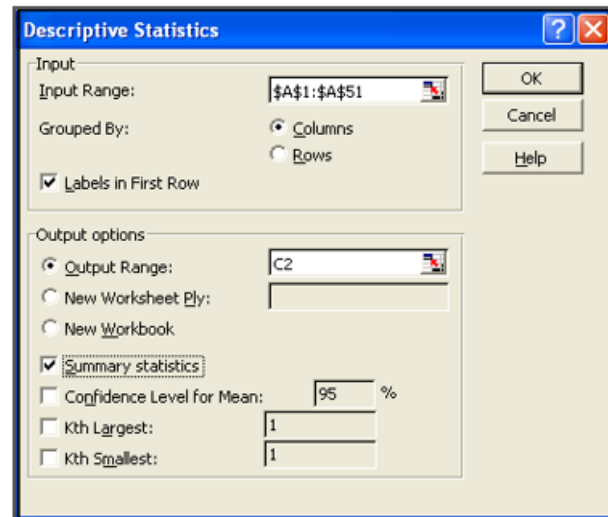 Descriptive Statistics
Input
Input Range: $A$1:$A$51
OK
Cancel
Grouped By: Columns
Rows
Help
Labels in First Row
Output options
Output Range: C2
New Worksheet Ply:
New Workbook
Summary statistics
Confidence Level for Mean: 95 %
Kth Largest: 1
Kth Smallest: 1